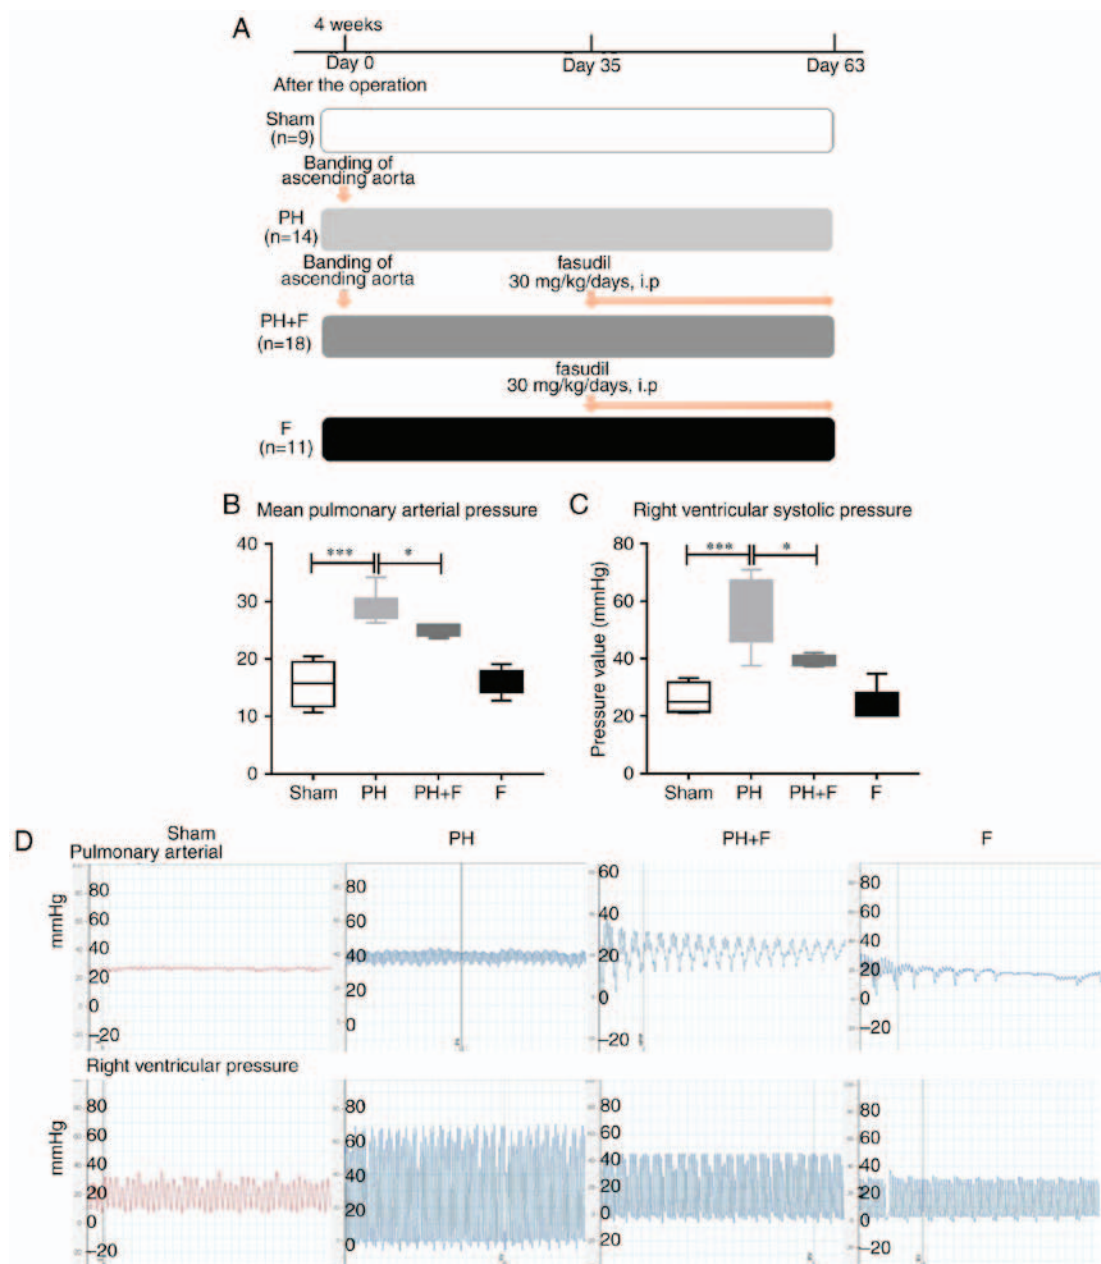 A
4 weeks
Day 0
Day 35
Day 63
After the operation
Sham
(n=9)
Banding of
ascending aorta
PH
(n=14)
Banding of
ascending aorta
fasudil
30 mg/kg/days, i.p
PH+F
(n=18)
fasudil
30 mg/kg/days, i.p
F
(n=11)
B
Mean pulmonary arterial pressure
40
30
20
10
0
***
*
Sham
PH
PH+F
F
C
Right ventricular systolic pressure
Pressure value (mmHg)
80
60
40
20
0
***
*
Sham
PH
PH+F
F
D
Sham
PH
PH+F
F
Pulmonary arterial
mmHg
80
60
40
20
0
–20
80
60
40
20
0
60
40
20
0
–20
80
60
40
20
0
–20
Right ventricular pressure
mmHg
80
60
40
20
0
–20
80
60
40
20
0
80
60
40
20
0
20
80
60
40
20
0
–20